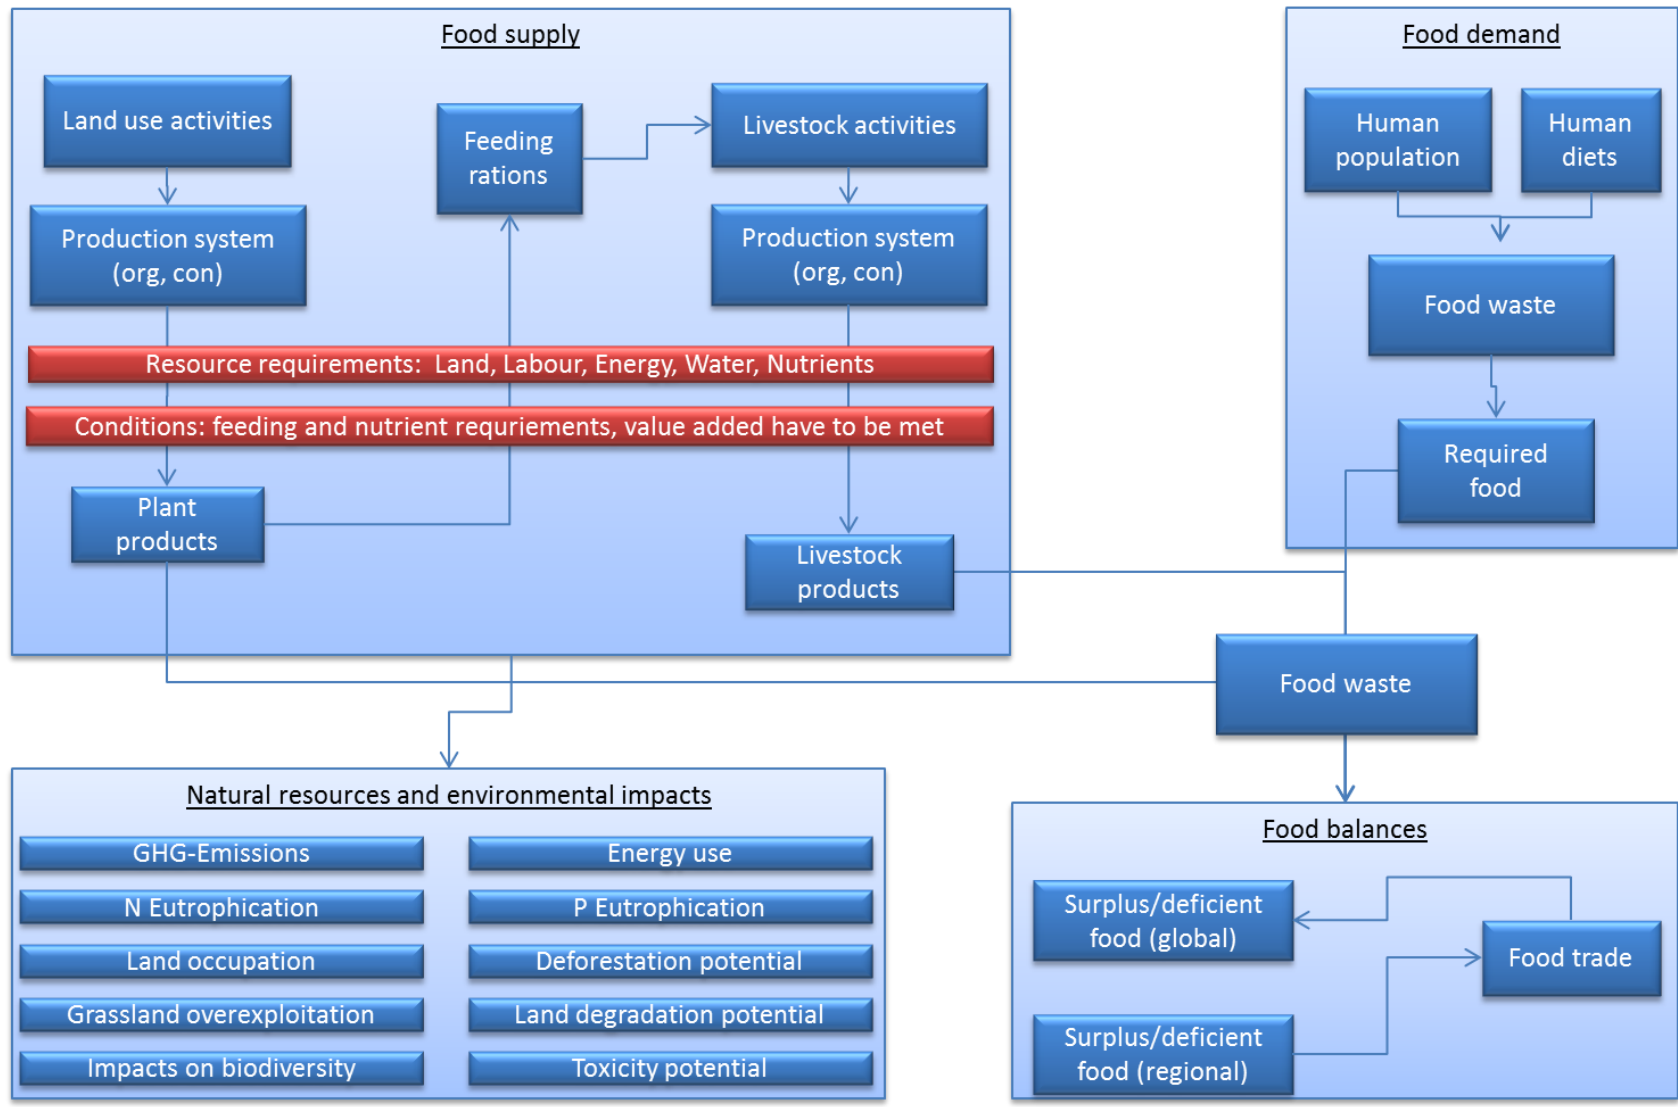 Food supply
Land use activities
Production system
(org, con)
Feeding
rations
Livestock activities
Production system
(org, con)
Resource requirements:  Land, Labour, Energy, Water, Nutrients
Conditions: feeding and nutrient requriements, value added have to be met
Plant
products
Livestock
products
Food demand
Human
population
Human
diets
Food waste
Required
food
Food waste
Natural resources and environmental impacts
GHG-Emissions
Energy use
N Eutrophication
P Eutrophication
Land occupation
Deforestation potential
Grassland overexploitation
Land degradation potential
Impacts on biodiversity
Toxicity potential
Food balances
Surplus/deficient
food (global)
Food trade
Surplus/deficient
food (regional)